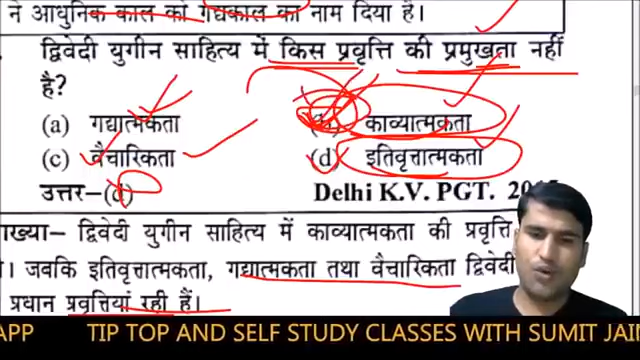 ने आधुनिक काल को गद्यकाल का नाम दिया है।
द्विवेदी युगीन साहित्य में किस प्रवृत्ति की प्रमुखता नहीं
है?
(a) गद्यात्मकता (b) काव्यात्मकता
(c) वैचारिकता (d) इतिवृत्तात्मकता
उत्तर–(d) Delhi K.V. PGT.
ाख्या– द्विवेदी युगीन साहित्य में काव्यात्मकता की प्रवृत्ति
। जबकि इतिवृत्तात्मकता, गद्यात्मकता तथा वैचारिकता द्विवेदी
प्रधान प्रवृत्तियां रही हैं।
APP TIP TOP AND SELF STUDY CLASSES WITH SUMIT JAIN